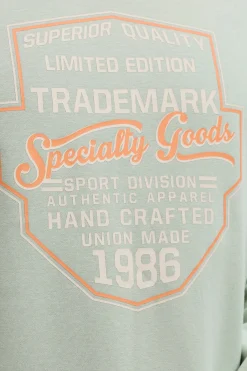 SUPERIOR QUALITY
LIMITED EDITION
TRADEMARK
Specialty Goods
SPORT DIVISION
AUTHENTIC APPAREL
HAND CRAFTED
UNION MADE
1986